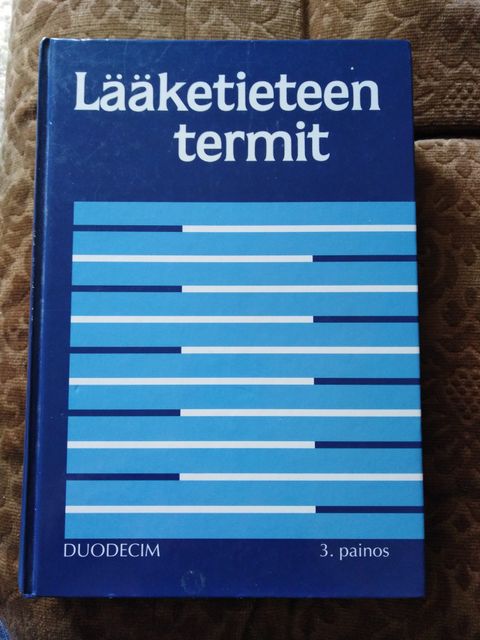 Lääketieteen
termit
DUODECIM
3. painos